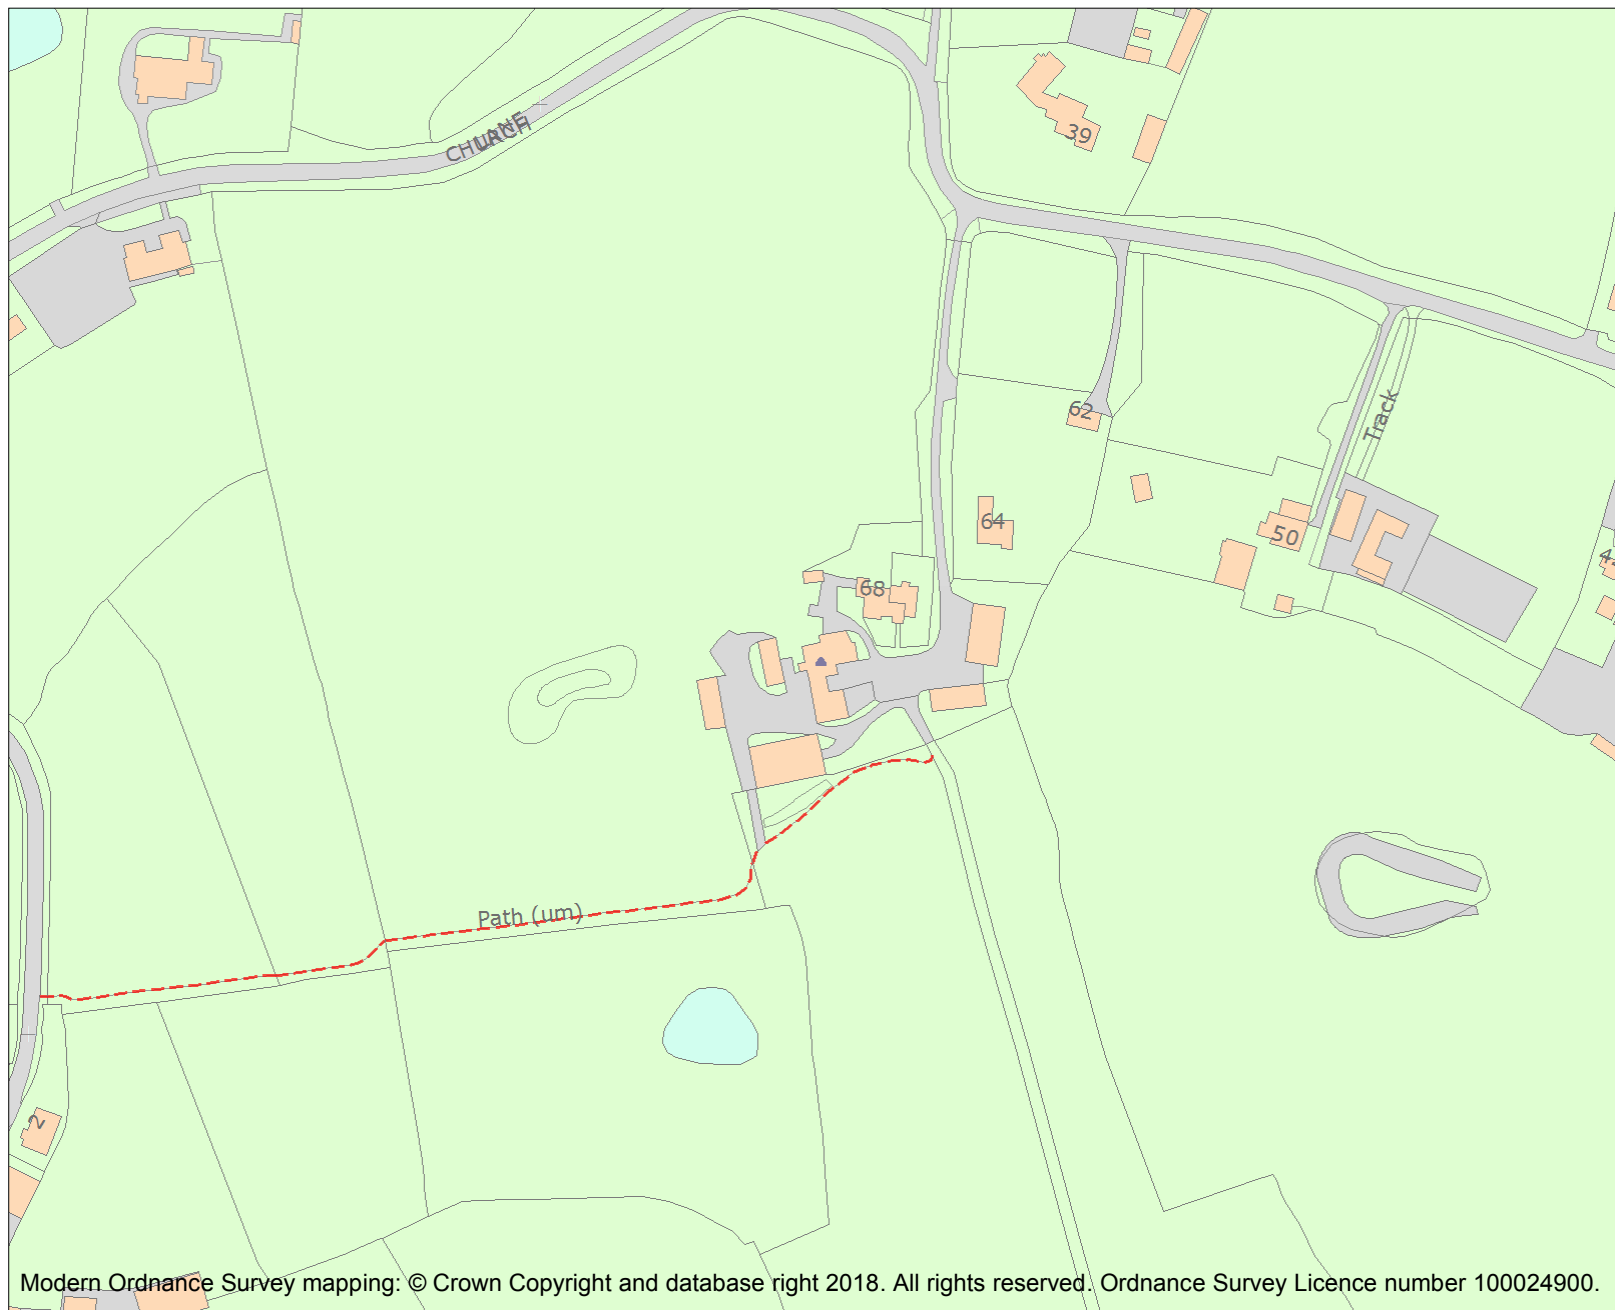 CHURCH LANE
39
62
Track
64
50
68
Path (um)
2
Modern Ordnance Survey mapping: © Crown Copyright and database right 2018. All rights reserved. Ordnance Survey Licence number 100024900.